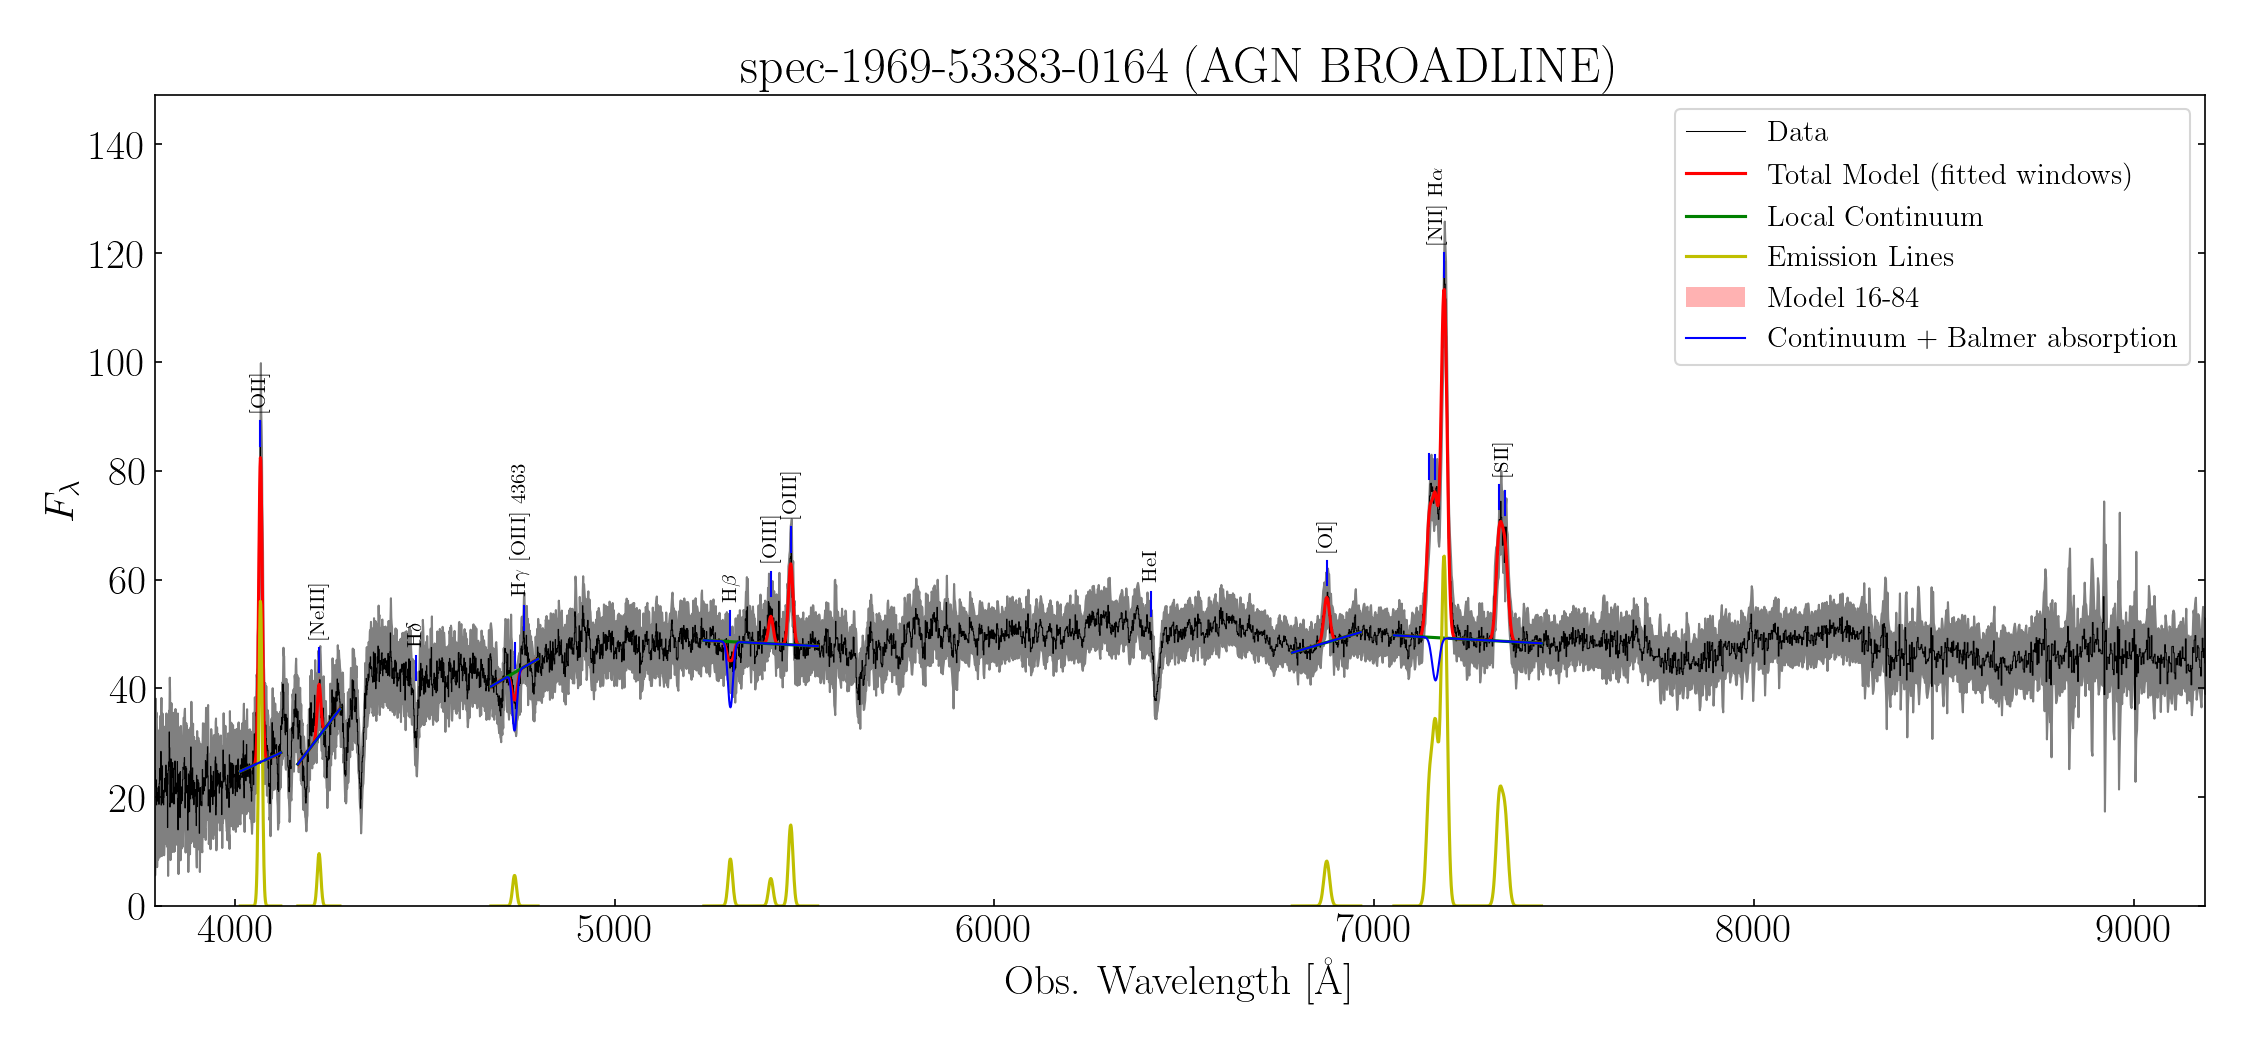 spec-1969-53383-0164 (AGN BROADLINE)
Data
Total Model (fitted windows)
Local Continuum
Emission Lines
Model 16-84
Continuum + Balmer absorption
[OII]
[NeIII]
Hδ
Hγ [OIII] 4363
Hβ
[OIII]
[OIII]
HeI
[OI]
[NII] Hα
[SII]
Fλ
140
120
100
80
60
40
20
0
4000 5000 6000 7000 8000 9000
Obs. Wavelength [Å]